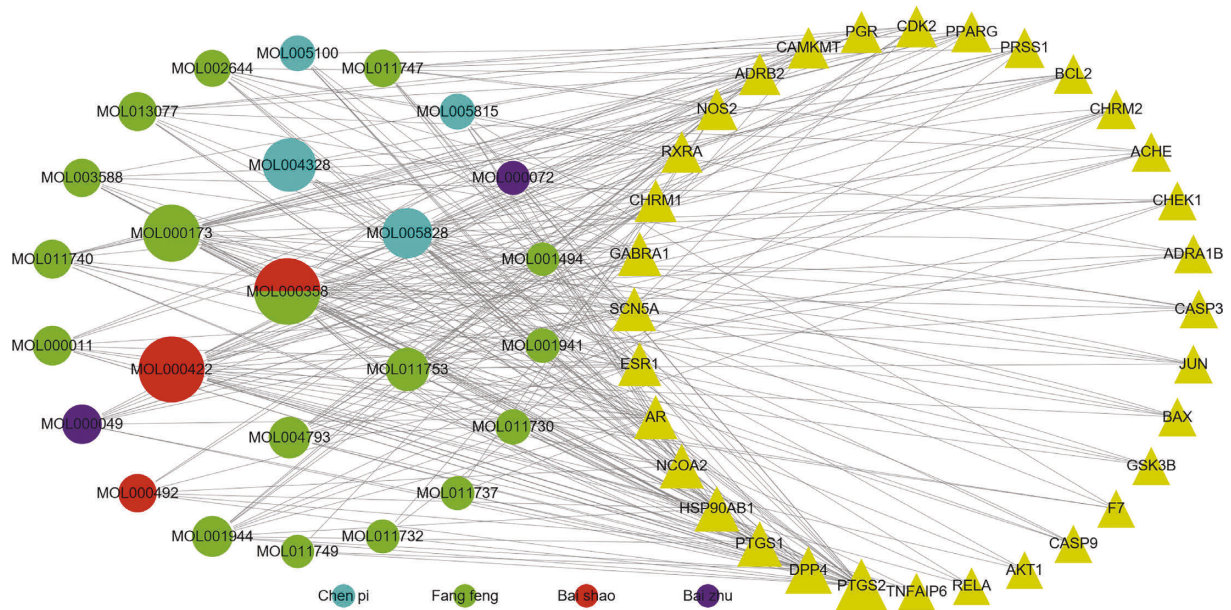 MOL005100
MOL002644
MOL011747
MOL013077
MOL005815
MOL004328
MOL003588
MOL000072
MOL000173
MOL005828
MOL011740
MOL001494
MOL000358
MOL000011
MOL001941
MOL000422
MOL011753
MOL000049
MOL004793
MOL011730
MOL000492
MOL011737
MOL001944
MOL011732
MOL011749
CDK2
PGR
PPARG
CAMKMT
PRSS1
ADRB2
BCL2
NOS2
CHRM2
RXRA
ACHE
CHRM1
CHEK1
GABRA1
ADRA1B
SCN5A
CASP3
ESR1
JUN
AR
BAX
NCOA2
GSK3B
HSP90AB1
F7
PTGS1
CASP9
DPP4
AKT1
PTGS2
RELA
TNFAIP6
Chen pi
Fang feng
Bai shao
Bai zhu